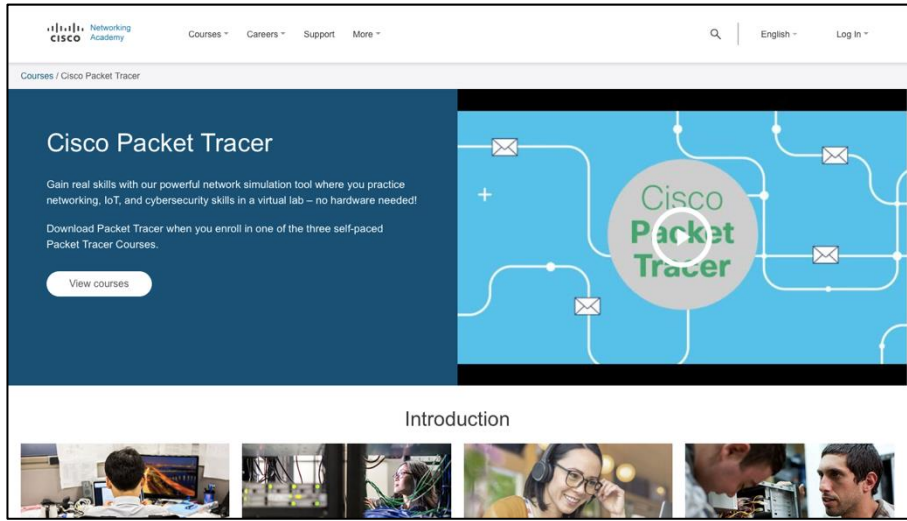 Networking
CISCO Academy
Courses Careers Support More English Log In
Courses / Cisco Packet Tracer
Cisco Packet Tracer
Gain real skills with our powerful network simulation tool where you practice
networking, IoT, and cybersecurity skills in a virtual lab – no hardware needed!
Download Packet Tracer when you enroll in one of the three self-paced
Packet Tracer Courses.
View courses
Cisco
Packet
Tracer
Introduction